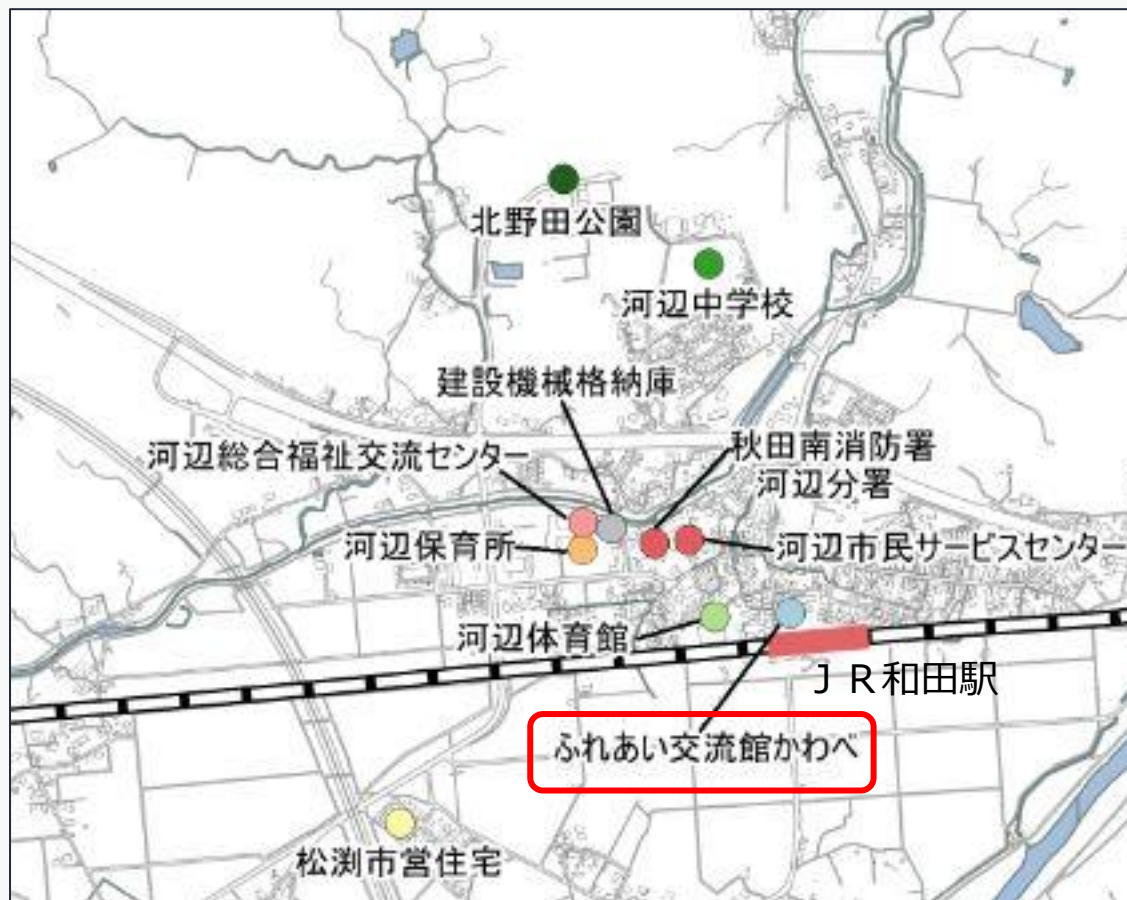 北野田公園
河辺中学校
建設機械格納庫
河辺総合福祉交流センター
秋田南消防署
河辺分署
河辺保育所
河辺市民サービスセンター
河辺体育館
ＪＲ和田駅
ふれあい交流館かわべ
松渕市営住宅